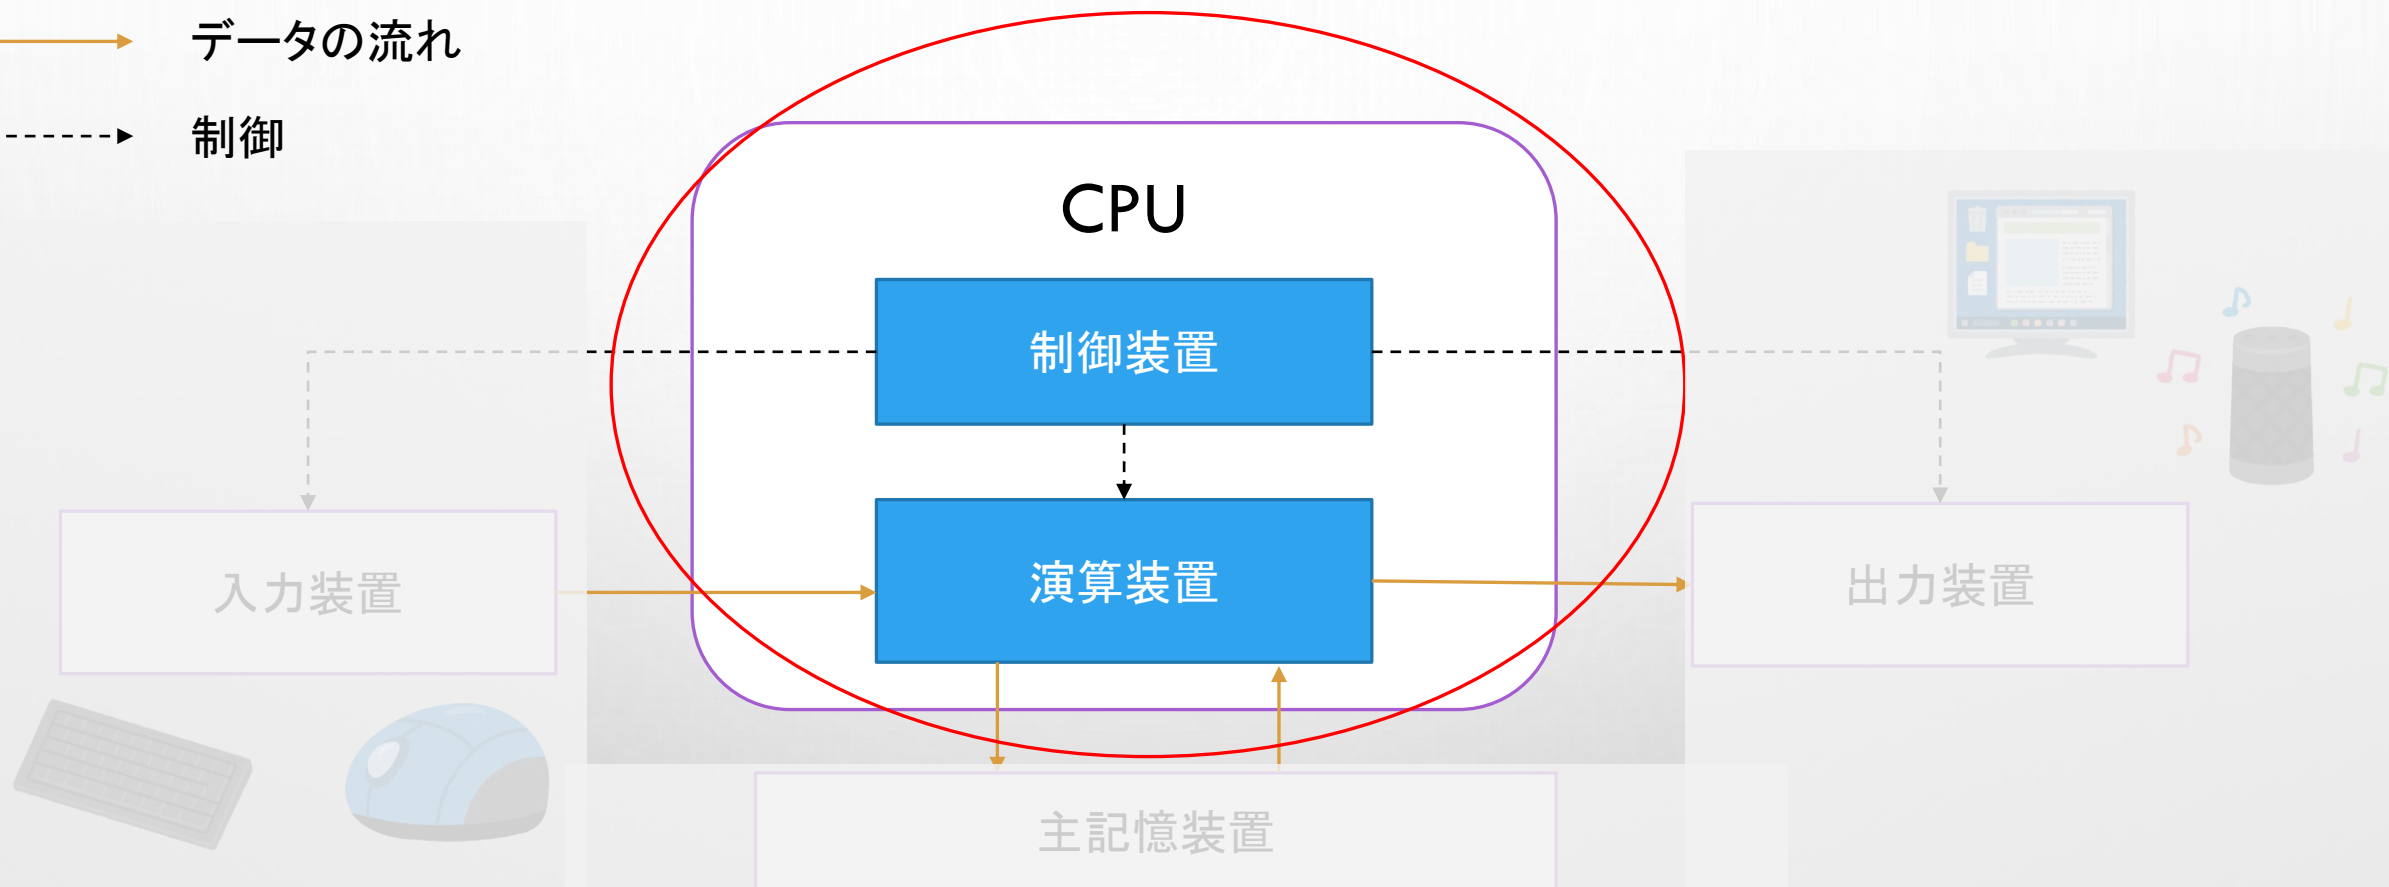 データの流れ
制御
CPU
制御装置
演算装置
入力装置
出力装置
主記憶装置